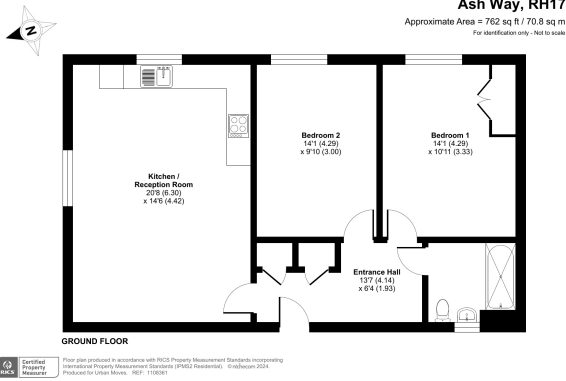 Ash Way, RH17
Approximate Area = 762 sq ft / 70.8 sq m
For identification only - Not to scale
N
Bedroom 2
14'1 (4.29)
x 9'10 (3.00)
Bedroom 1
14'1 (4.29)
x 10'11 (3.33)
Kitchen /
Reception Room
20'8 (6.30)
x 14'6 (4.42)
Entrance Hall
13'7 (4.14)
x 6'4 (1.93)
GROUND FLOOR
RICS
Certified
Property
Measurer
Floor plan produced in accordance with RICS Property Measurement Standards incorporating
International Property Measurement Standards (IPMS2 Residential). ©nichecom 2024.
Produced for Urban Moves. REF: 1108361